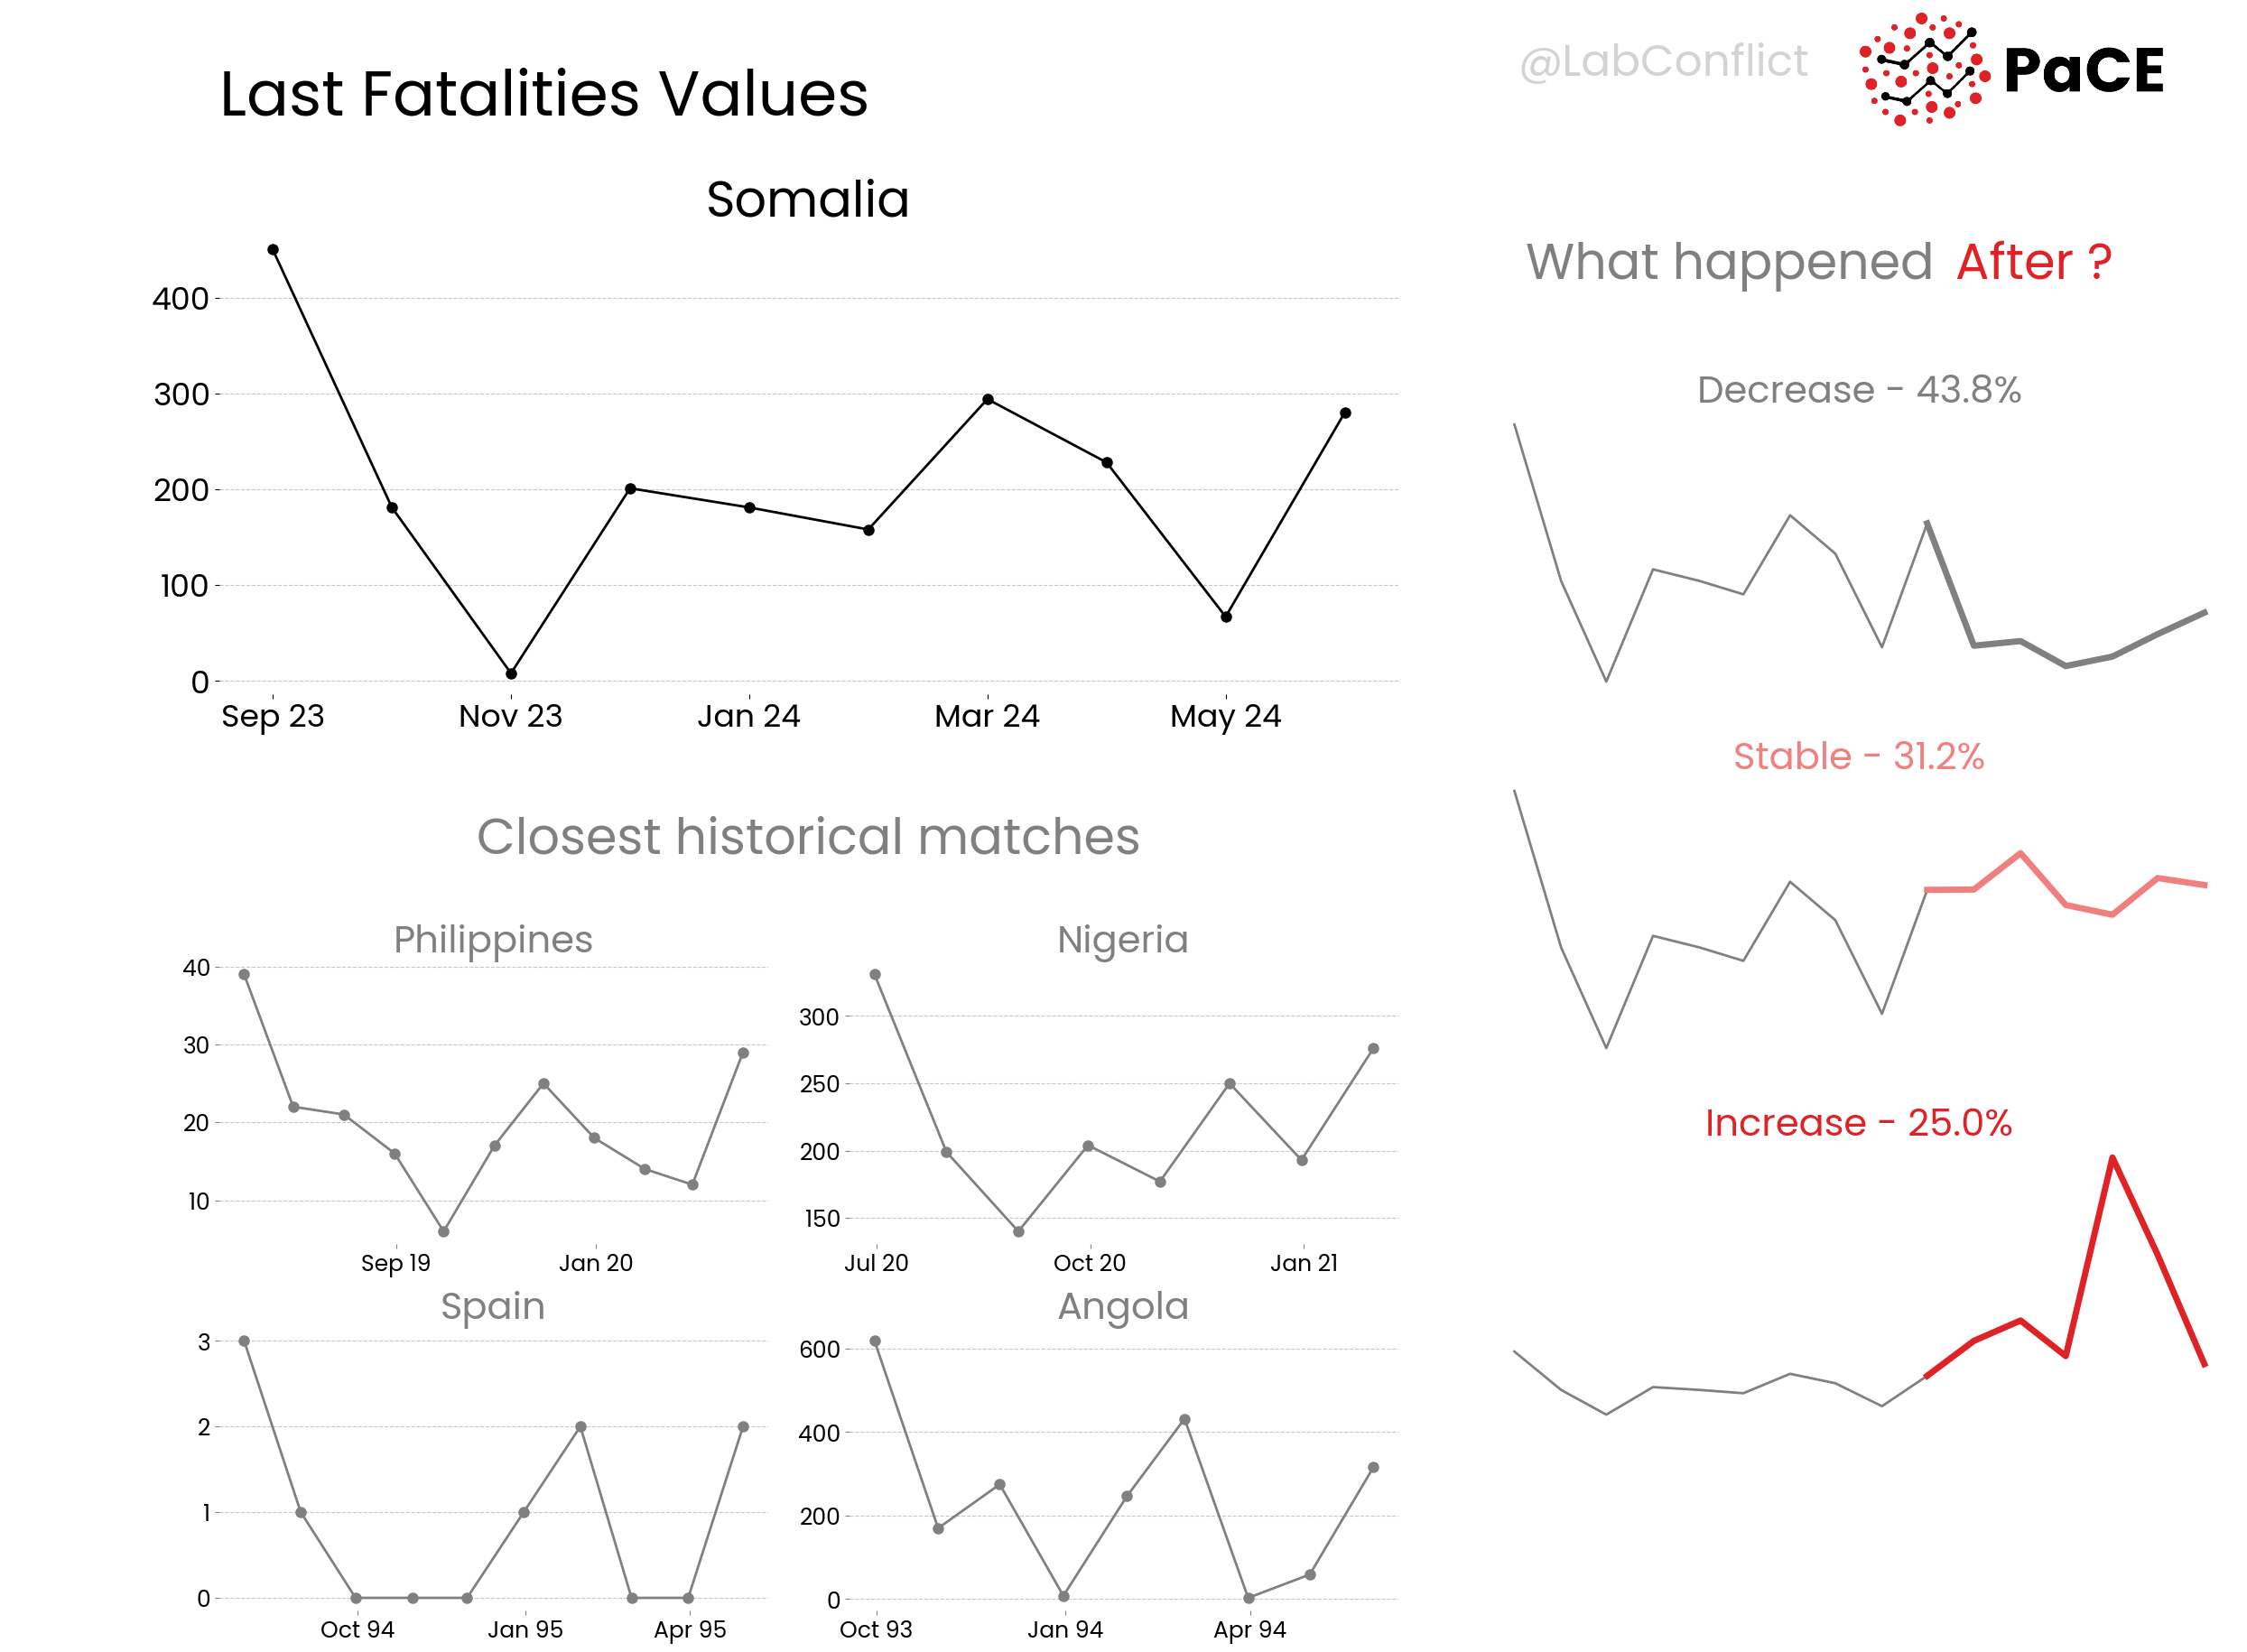 @LabConflict
PaCE
Last Fatalities Values
Somalia
400
300
200
100
0
Sep 23 Nov 23 Jan 24 Mar 24 May 24
What happened After ?
Decrease - 43.8%
Stable - 31.2%
Increase - 25.0%
Closest historical matches
Philippines
40
30
20
10
Sep 19 Jan 20
Nigeria
300
250
200
150
Jul 20 Oct 20 Jan 21
Spain
3
2
1
0
Oct 94 Jan 95 Apr 95
Angola
600
400
200
0
Oct 93 Jan 94 Apr 94